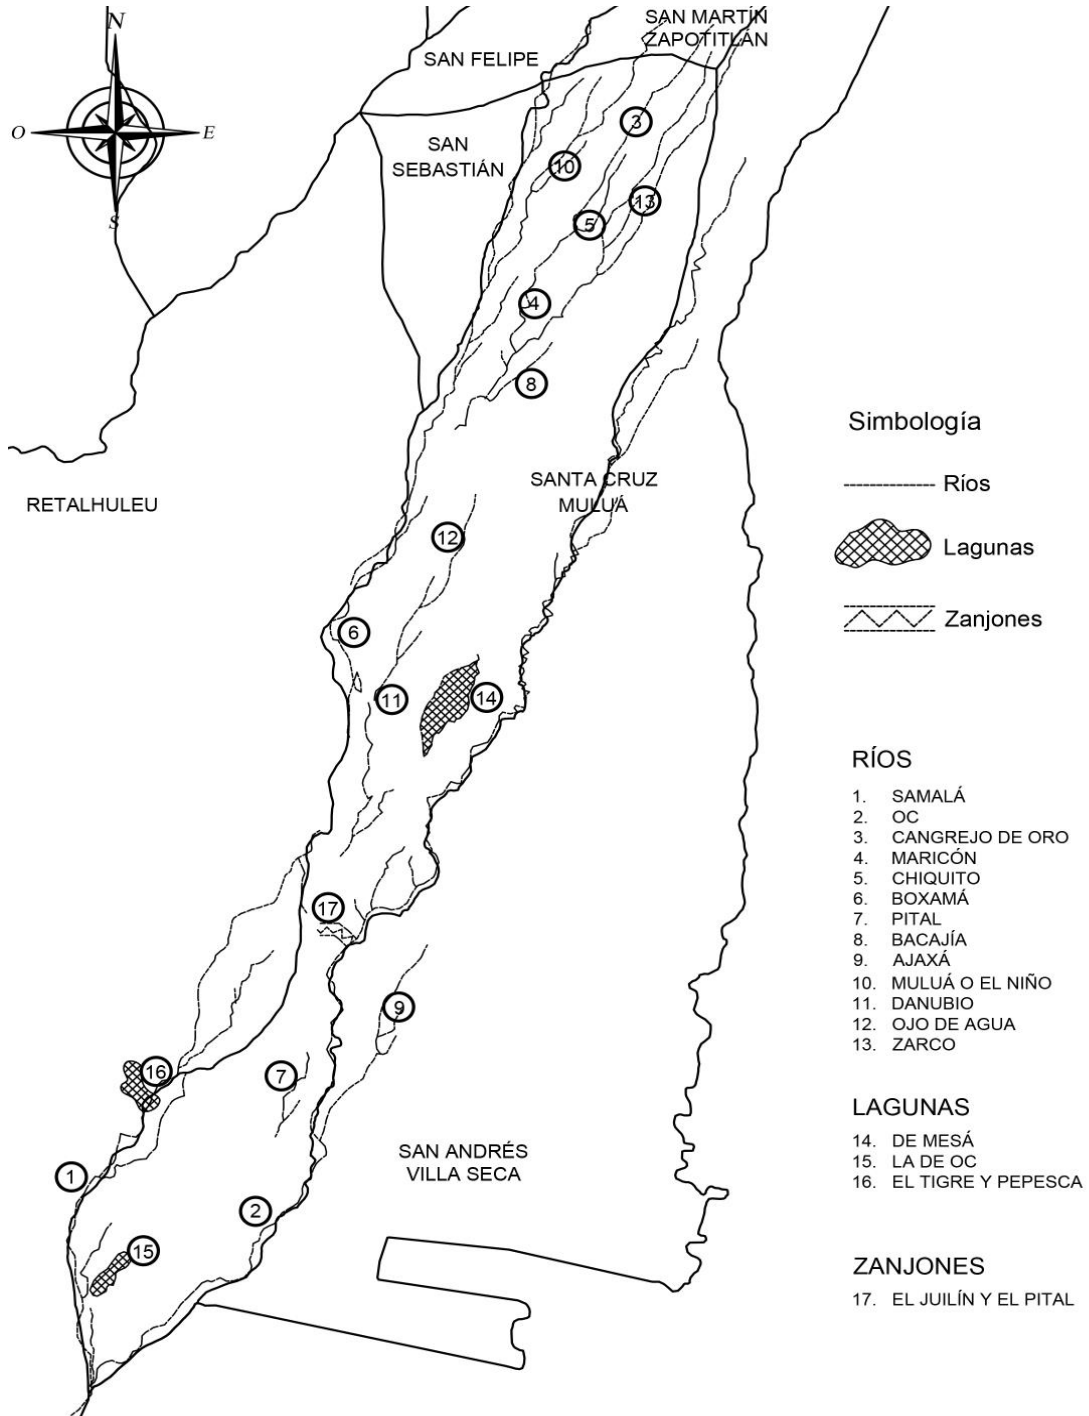 N
O
E
S
SAN MARTÍN
ZAPOTITLÁN
SAN FELIPE
SAN
SEBASTIÁN
3
10
13
5
4
8
Simbología
SANTA CRUZ
MULUÁ
RETALHULEU
Ríos
12
Lagunas
Zanjones
6
11
14
RÍOS
1. SAMALÁ
2. OC
3. CANGREJO DE ORO
4. MARICÓN
5. CHIQUITO
6. BOXAMÁ
7. PITAL
8. BACAJÍA
9. AJAXÁ
10. MULUÁ O EL NIÑO
11. DANUBIO
12. OJO DE AGUA
13. ZARCO
17
9
16
7
LAGUNAS
14. DE MESÁ
15. LA DE OC
16. EL TIGRE Y PEPESCA
SAN ANDRÉS
VILLA SECA
1
2
15
ZANJONES
17. EL JUILÍN Y EL PITAL